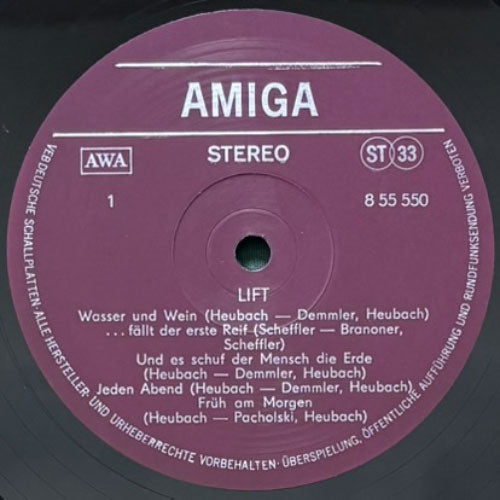 AMIGA
AWA
STEREO
ST 33
1
8 55 550
LIFT
Wasser und Wein (Heubach — Demmler, Heubach)
... fällt der erste Reif (Scheffler — Branoner,
Scheffler)
Und es schuf der Mensch die Erde
(Heubach — Demmler, Heubach)
Jeden Abend (Heubach — Demmler, Heubach)
Früh am Morgen
(Heubach — Pacholski, Heubach)
VEB DEUTSCHE SCHALLPLATTEN · ALLE HERSTELLER- UND URHEBERRECHTE VORBEHALTEN · ÜBERSPIELUNG, ÖFFENTLICHE AUFFÜHRUNG UND RUNDFUNKSENDUNG VERBOTEN